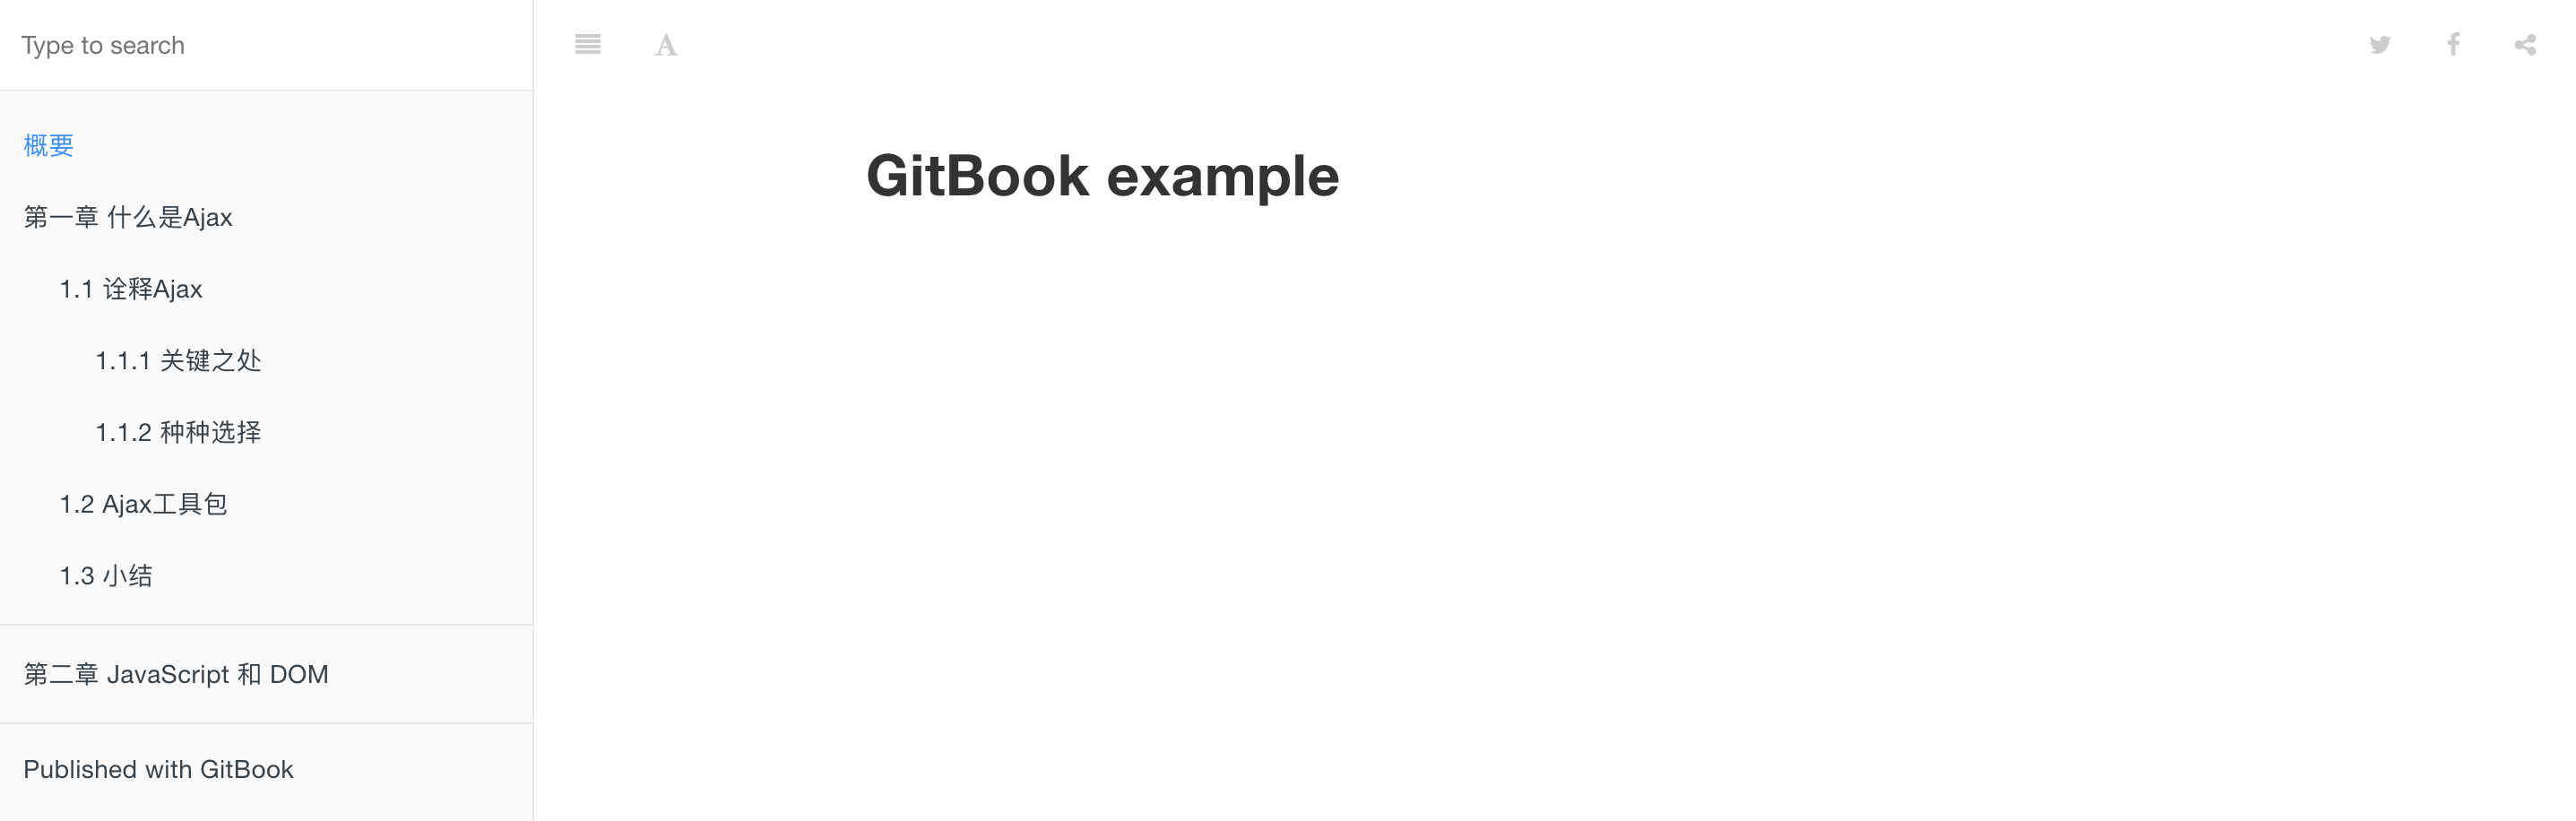 Type to search
概要
第一章 什么是Ajax
1.1 诠释Ajax
1.1.1 关键之处
1.1.2 种种选择
1.2 Ajax工具包
1.3 小结
第二章 JavaScript 和 DOM
Published with GitBook
A
GitBook example